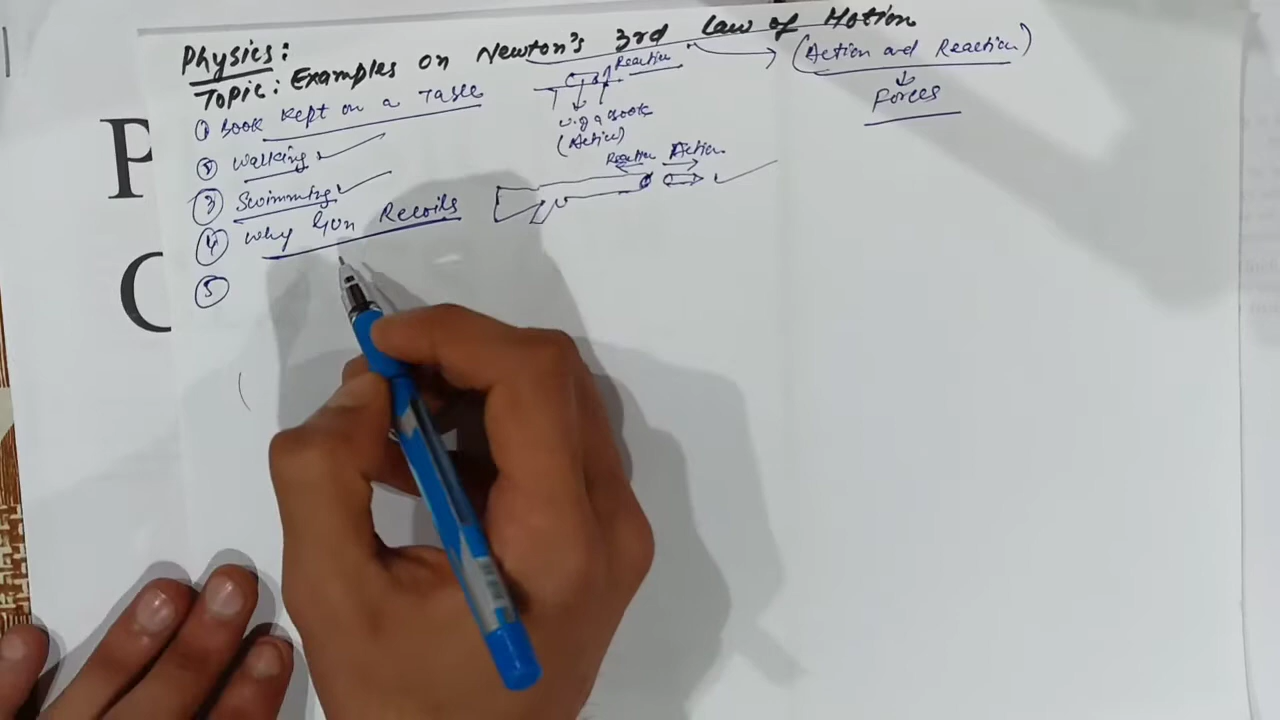 Physics:
Topic: Examples on Newton's 3rd Law of Motion
(Action and Reaction)
Forces
① Book kept on a Table
Reaction
(Action)
② Walking
③ Swimming
④ Why Gun Recoils
Reaction Action
⑤
P